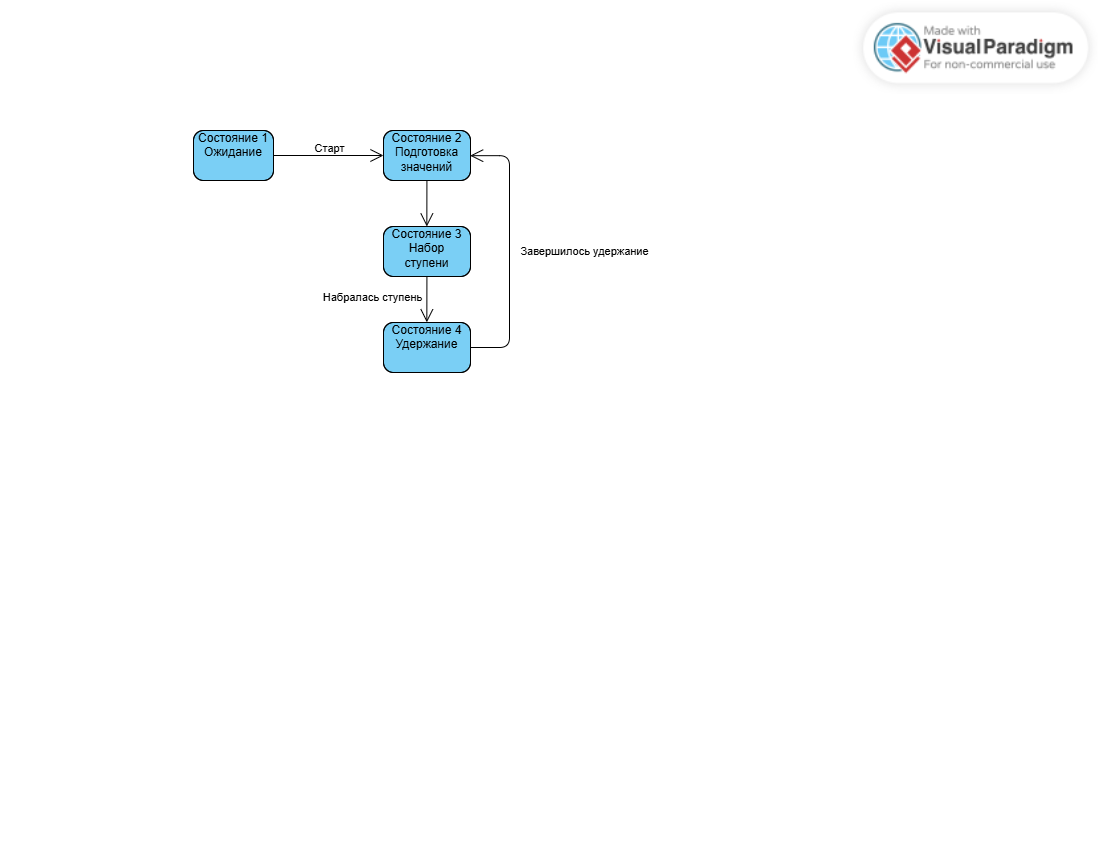 Made with
Visual Paradigm
For non-commercial use
Состояние 1
Ожидание
Старт
Состояние 2
Подготовка
значений
Состояние 3
Набор
ступени
Завершилось удержание
Набралась ступень
Состояние 4
Удержание